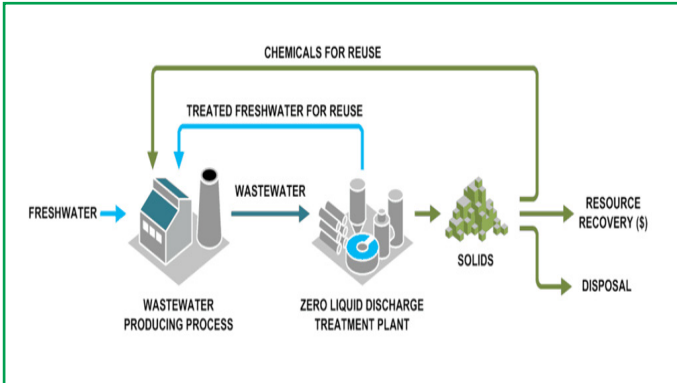 CHEMICALS FOR REUSE
TREATED FRESHWATER FOR REUSE
WASTEWATER
FRESHWATER
RESOURCE
RECOVERY ($)
SOLIDS
DISPOSAL
WASTEWATER
PRODUCING PROCESS
ZERO LIQUID DISCHARGE
TREATMENT PLANT